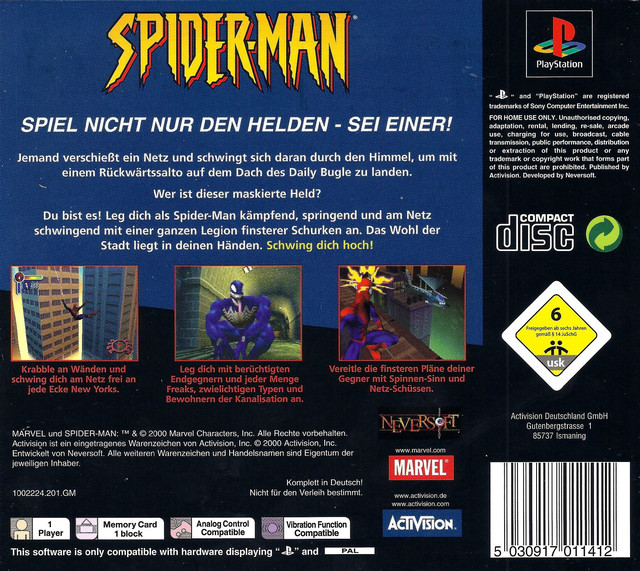 SPIDER-MAN
PlayStation
SPIEL NICHT NUR DEN HELDEN - SEI EINER!
Jemand verschießt ein Netz und schwingt sich daran durch den Himmel, um mit
einem Rückwärtssalto auf dem Dach des Daily Bugle zu landen.
Wer ist dieser maskierte Held?
Du bist es! Leg dich als Spider-Man kämpfend, springend und am Netz
schwingend mit einer ganzen Legion finsterer Schurken an. Das Wohl der
Stadt liegt in deinen Händen. Schwing dich hoch!
Krabble an Wänden und
schwing dich am Netz frei an
jede Ecke New Yorks.
Leg dich mit berüchtigten
Endgegnern und jeder Menge
Freaks, zwielichtigen Typen und
Bewohnern der Kanalisation an.
Vereitle die finsteren Pläne deiner
Gegner mit Spinnen-Sinn und
Netz-Schüssen.
" " and "PlayStation" are registered
trademarks of Sony Computer Entertainment Inc.
FOR HOME USE ONLY. Unauthorised copying,
adaptation, rental, lending, re-sale, arcade
use, charging for use, broadcast, cable
transmission, public performance, distribution
or extraction of this product or any
trademark or copyright work that forms part
of this product are prohibited. Published by
Activision. Developed by Neversoft.
COMPACT
disc
6
Freigegeben ab sechs Jahren
gemäß § 14 JuSchG
usk
Activision Deutschland GmbH
Gutenbergstrasse 1
85737 Ismaning
MARVEL und SPIDER-MAN: ™ & © 2000 Marvel Characters, Inc. Alle Rechte vorbehalten.
Activision ist ein eingetragenes Warenzeichen von Activision, Inc. © 2000 Activision, Inc.
Entwickelt von Neversoft. Alle weiteren Warenzeichen und Handelsnamen sind Eigentum der
jeweiligen Inhaber.
Komplett in Deutsch!
1002224.201.GM
Nicht für den Verleih bestimmt.
NEVERSOFT
www.marvel.com
MARVEL
www.activision.de
www.activision.com
ACTIVISION.
1
Player
Memory Card
1 block
Analog Control
Compatible
Vibration Function
Compatible
This software is only compatible with hardware displaying " " and PAL
5 030917 011412